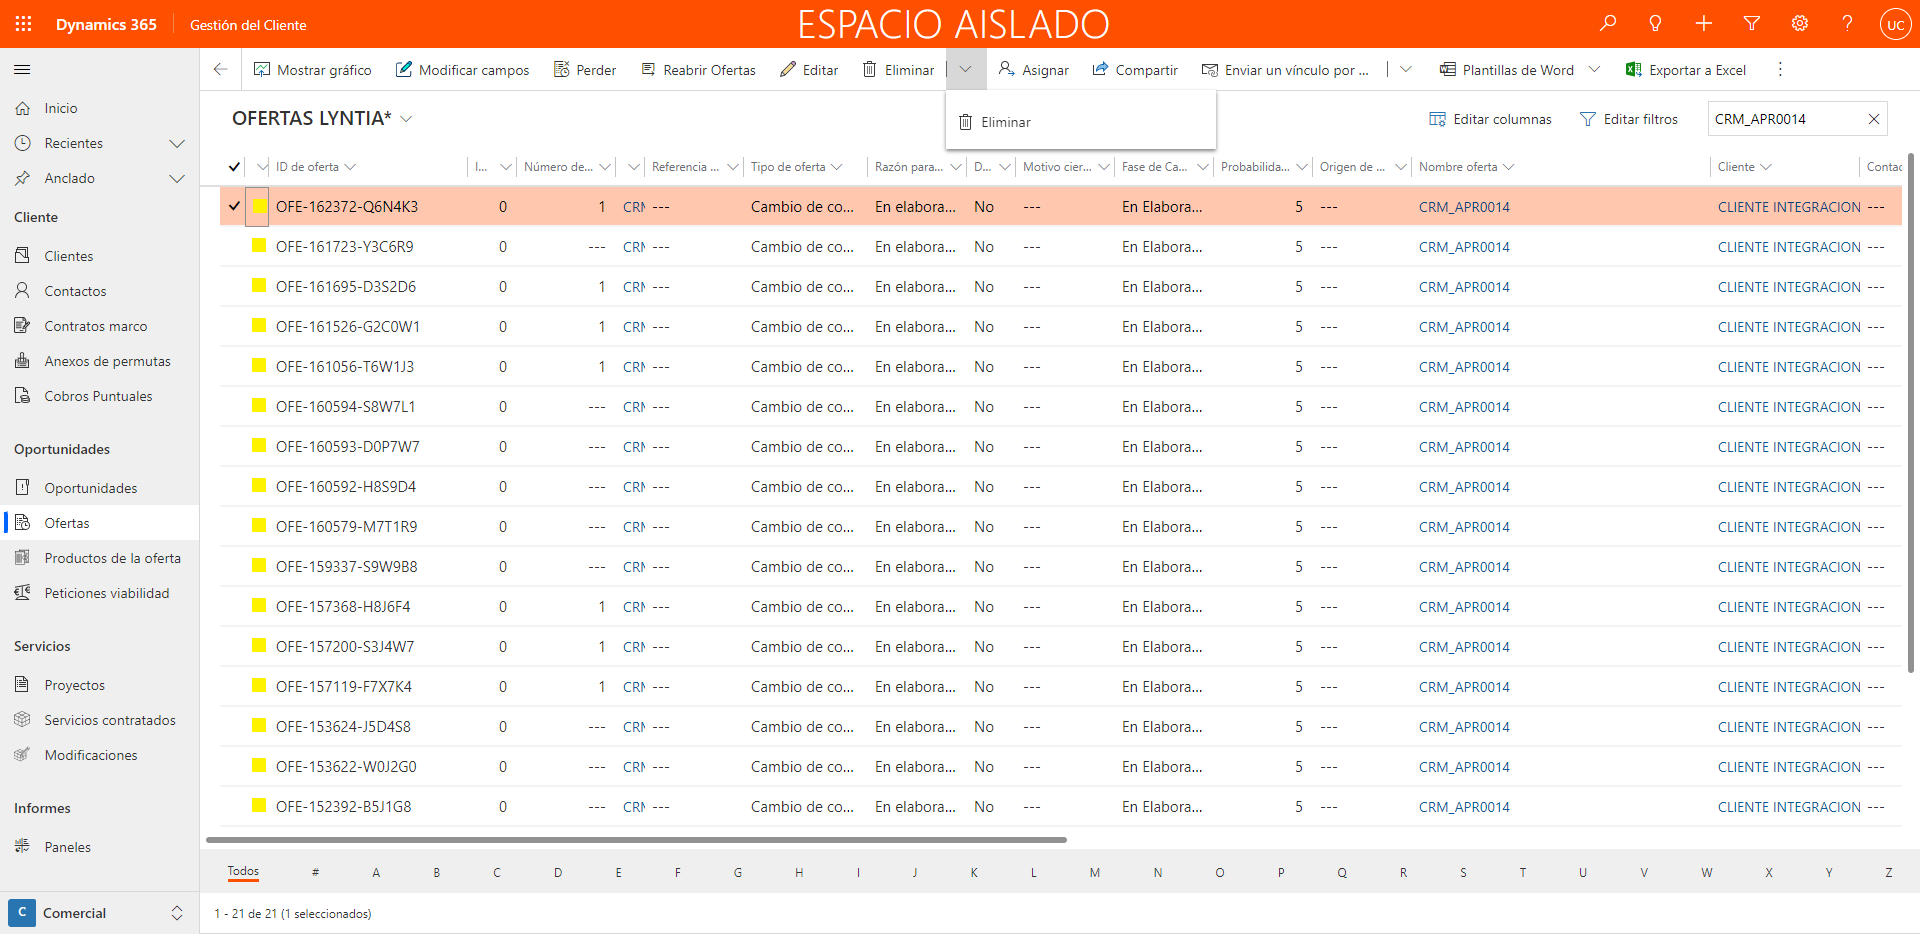 Dynamics 365
Gestión del Cliente
ESPACIO AISLADO
UC
Mostrar gráfico
Modificar campos
Perder
Reabrir Ofertas
Editar
Eliminar
Asignar
Compartir
Enviar un vínculo por ...
Plantillas de Word
Exportar a Excel
Eliminar
Inicio
Recientes
Anclado
Cliente
Clientes
Contactos
Contratos marco
Anexos de permutas
Cobros Puntuales
Oportunidades
Oportunidades
Ofertas
Productos de la oferta
Peticiones viabilidad
Servicios
Proyectos
Servicios contratados
Modificaciones
Informes
Paneles
C Comercial
OFERTAS LYNTIA*
Editar columnas
Editar filtros
CRM_APR0014
ID de oferta I... Número de... Referencia ... Tipo de oferta Razón para... D... Motivo cier... Fase de Ca... Probabilida... Origen de ... Nombre oferta Cliente Contac
OFE-162372-Q6N4K3 0 1 CRM --- Cambio de co... En elabora... No --- En Elabora... 5 --- CRM_APR0014 CLIENTE INTEGRACION ---
OFE-161723-Y3C6R9 0 --- CRM --- Cambio de co... En elabora... No --- En Elabora... 5 --- CRM_APR0014 CLIENTE INTEGRACION ---
OFE-161695-D3S2D6 0 1 CRM --- Cambio de co... En elabora... No --- En Elabora... 5 --- CRM_APR0014 CLIENTE INTEGRACION ---
OFE-161526-G2C0W1 0 1 CRM --- Cambio de co... En elabora... No --- En Elabora... 5 --- CRM_APR0014 CLIENTE INTEGRACION ---
OFE-161056-T6W1J3 0 1 CRM --- Cambio de co... En elabora... No --- En Elabora... 5 --- CRM_APR0014 CLIENTE INTEGRACION ---
OFE-160594-S8W7L1 0 --- CRM --- Cambio de co... En elabora... No --- En Elabora... 5 --- CRM_APR0014 CLIENTE INTEGRACION ---
OFE-160593-D0P7W7 0 --- CRM --- Cambio de co... En elabora... No --- En Elabora... 5 --- CRM_APR0014 CLIENTE INTEGRACION ---
OFE-160592-H8S9D4 0 --- CRM --- Cambio de co... En elabora... No --- En Elabora... 5 --- CRM_APR0014 CLIENTE INTEGRACION ---
OFE-160579-M7T1R9 0 --- CRM --- Cambio de co... En elabora... No --- En Elabora... 5 --- CRM_APR0014 CLIENTE INTEGRACION ---
OFE-159337-S9W9B8 0 --- CRM --- Cambio de co... En elabora... No --- En Elabora... 5 --- CRM_APR0014 CLIENTE INTEGRACION ---
OFE-157368-H8J6F4 0 1 CRM --- Cambio de co... En elabora... No --- En Elabora... 5 --- CRM_APR0014 CLIENTE INTEGRACION ---
OFE-157200-S3J4W7 0 1 CRM --- Cambio de co... En elabora... No --- En Elabora... 5 --- CRM_APR0014 CLIENTE INTEGRACION ---
OFE-157119-F7X7K4 0 1 CRM --- Cambio de co... En elabora... No --- En Elabora... 5 --- CRM_APR0014 CLIENTE INTEGRACION ---
OFE-153624-J5D4S8 0 --- CRM --- Cambio de co... En elabora... No --- En Elabora... 5 --- CRM_APR0014 CLIENTE INTEGRACION ---
OFE-153622-W0J2G0 0 --- CRM --- Cambio de co... En elabora... No --- En Elabora... 5 --- CRM_APR0014 CLIENTE INTEGRACION ---
OFE-152392-B5J1G8 0 --- CRM --- Cambio de co... En elabora... No --- En Elabora... 5 --- CRM_APR0014 CLIENTE INTEGRACION ---
Todos # A B C D E F G H I J K L M N O P Q R S T U V W X Y Z
1 - 21 de 21 (1 seleccionados)